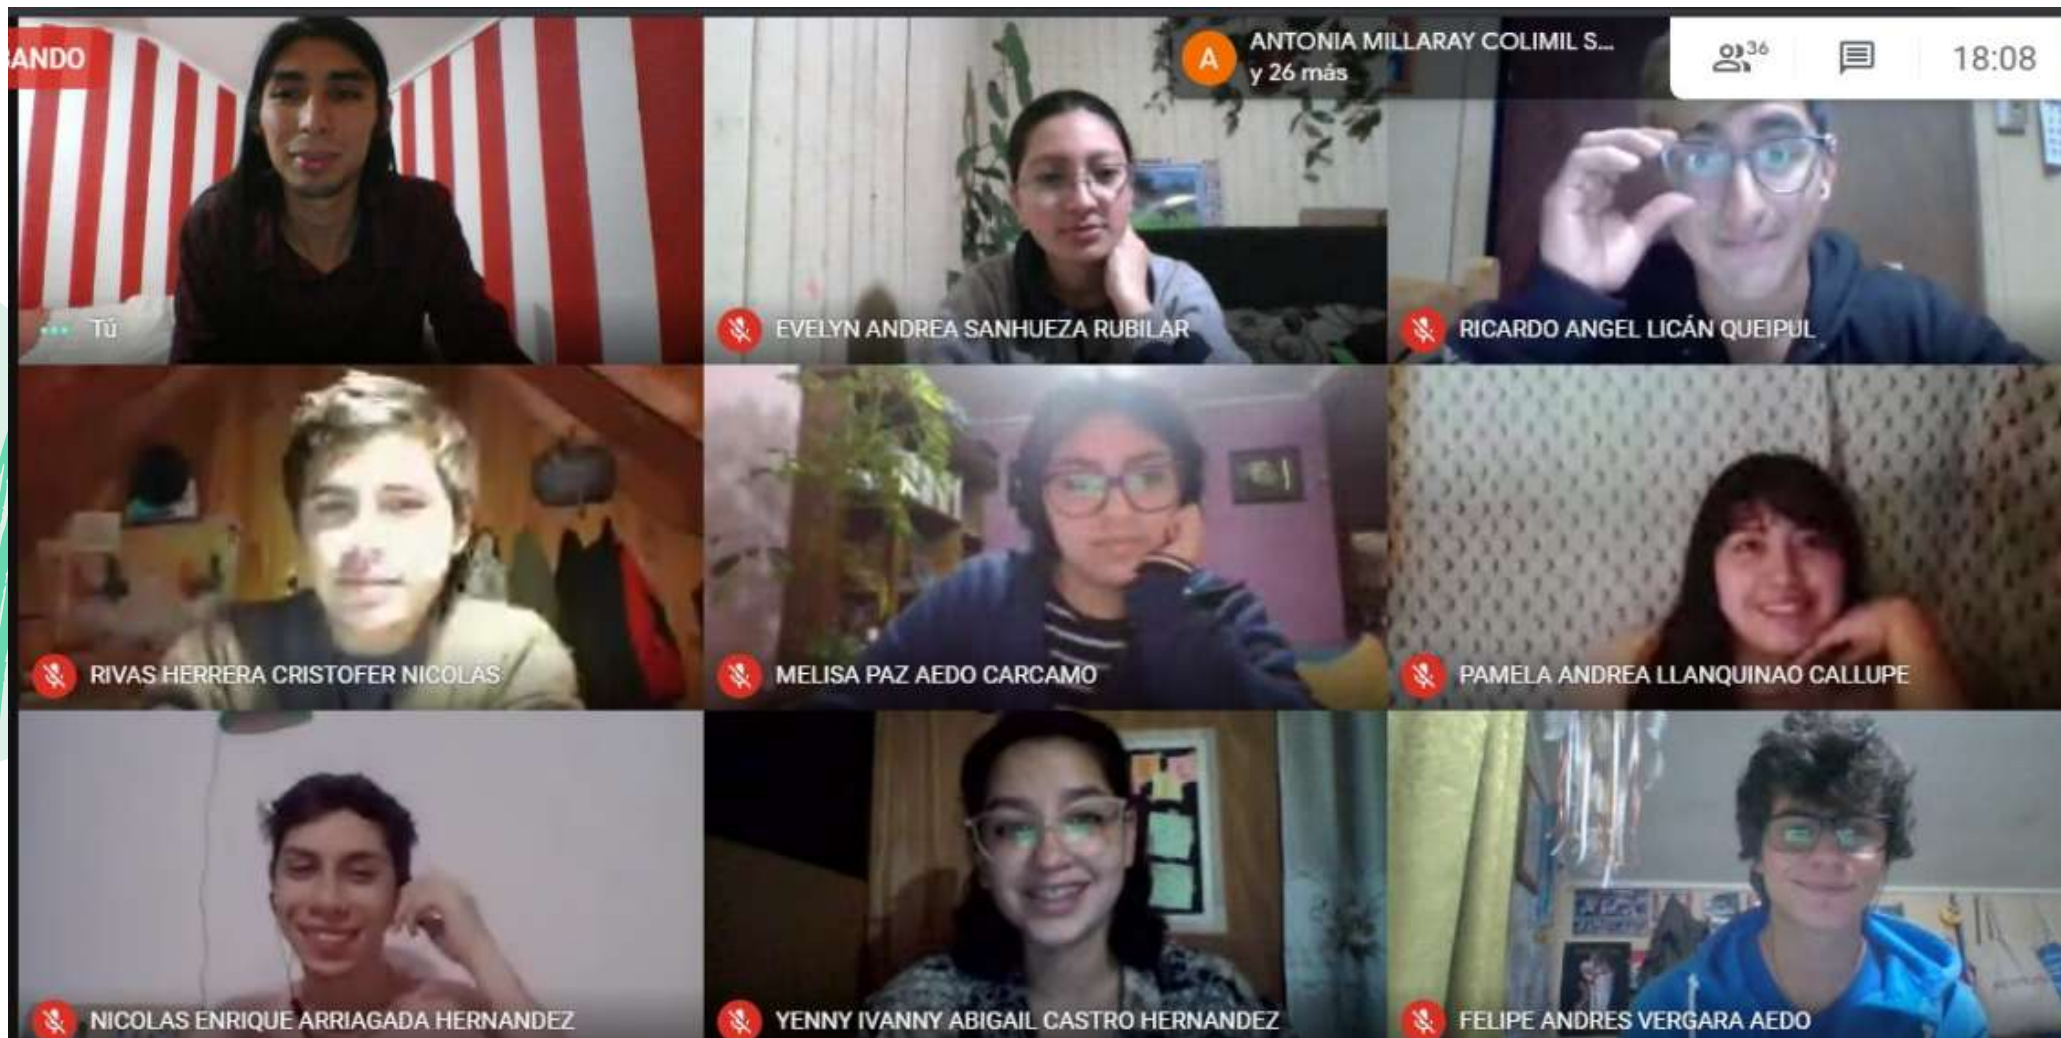 ANDO
ANTONIA MILLARAY COLIMIL S...
y 26 más
36
18:08
Tú
EVELYN ANDREA SANHUEZA RUBILAR
RICARDO ANGEL LICÁN QUEIPUL
RIVAS HERRERA CRISTOFER NICOLÁS
MELISA PAZ AEDO CARCAMO
PAMELA ANDREA LLANQUINAO CALLUPE
NICOLAS ENRIQUE ARRIAGADA HERNANDEZ
YENNY IVANNY ABIGAIL CASTRO HERNANDEZ
FELIPE ANDRES VERGARA AEDO